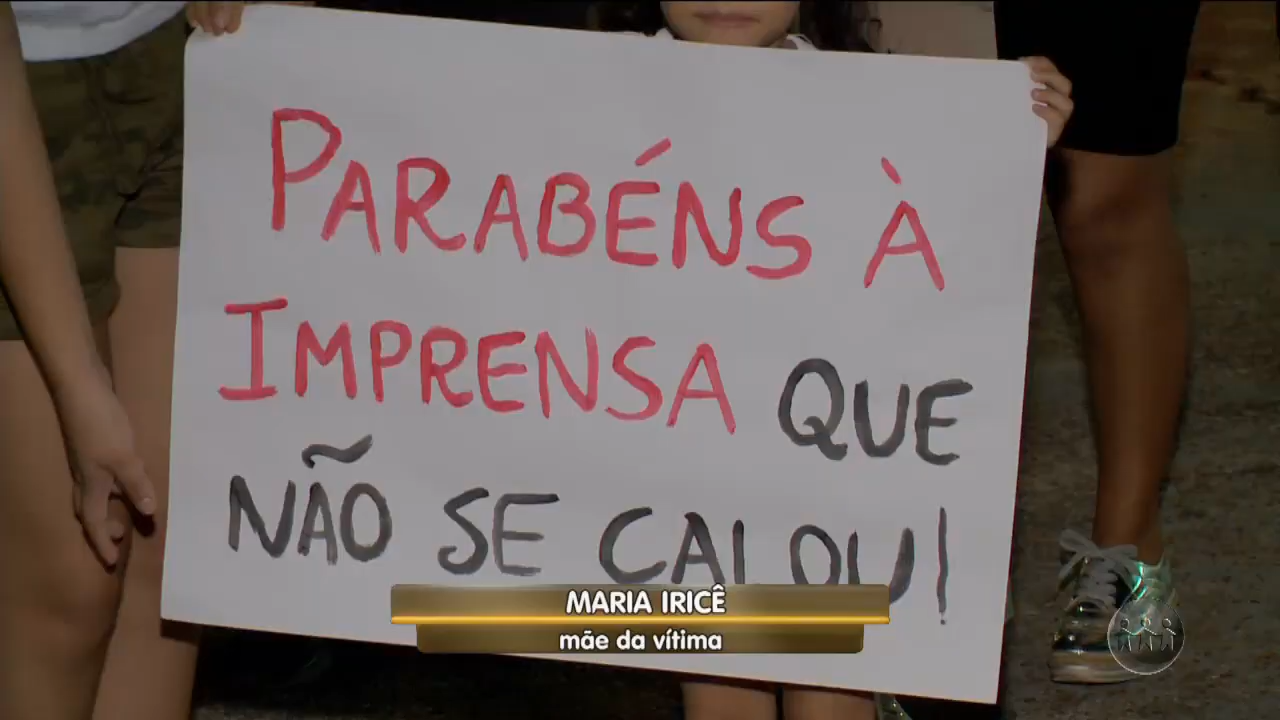 PARABÉNS À
IMPRENSA QUE
NÃO SE CALOU!
MARIA IRICÊ
mãe da vítima